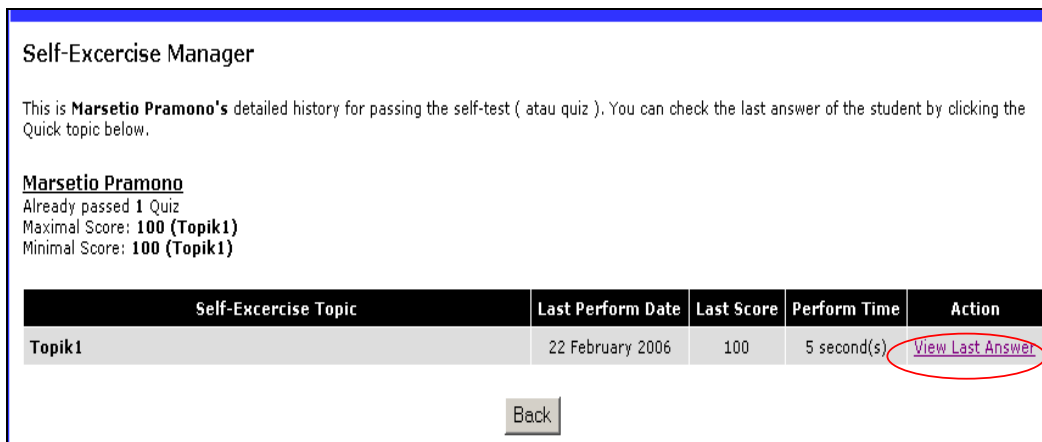 Self-Excercise Manager
This is Marsetio Pramono's detailed history for passing the self-test ( atau quiz ). You can check the last answer of the student by clicking the
Quick topic below.
Marsetio Pramono
Already passed 1 Quiz
Maximal Score: 100 (Topik1)
Minimal Score: 100 (Topik1)
Self-Excercise Topic Last Perform Date Last Score Perform Time Action
Topik1 22 February 2006 100 5 second(s) View Last Answer
Back